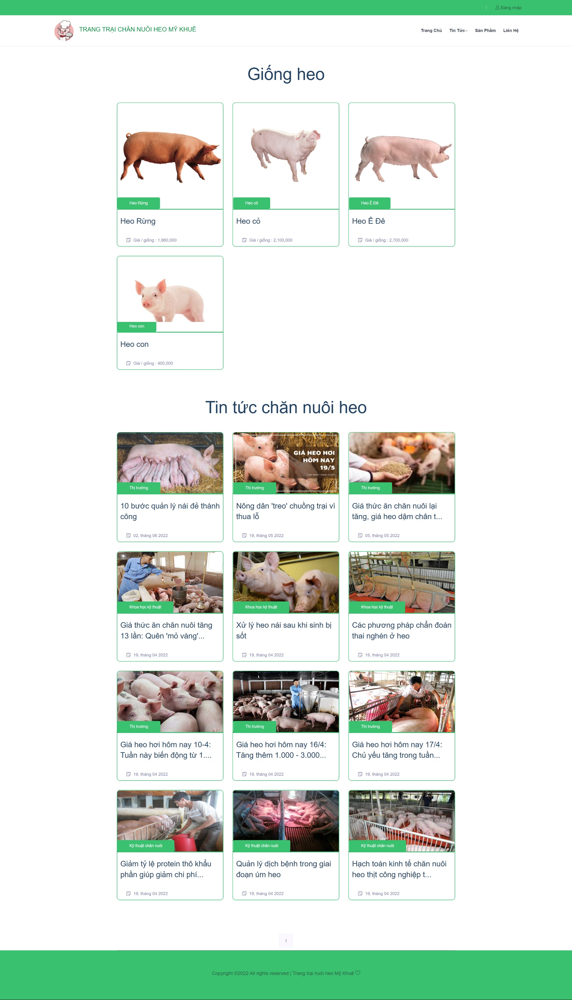 Đăng nhập
TRANG TRẠI CHĂN NUÔI HEO MỸ KHUÊ
Trang Chủ
Tin Tức
Sản Phẩm
Liên Hệ
Giống heo
Heo Rừng
Heo cỏ
Heo Ê Đê
Heo Rừng
Heo cỏ
Heo Ê Đê
Giá / giống : 1,860,000
Giá / giống : 2,100,000
Giá / giống : 2,700,000
Heo con
Heo con
Giá / giống : 400,000
Tin tức chăn nuôi heo
GIÁ HEO HƠI
HÔM NAY
19/5
CẬP NHẬT HÀNG NGÀY
Thị trường
Thị trường
Thị trường
10 bước quản lý nái đẻ thành
công
Nông dân 'treo' chuồng trại vì
thua lỗ
Giá thức ăn chăn nuôi lại
tăng, giá heo dậm chân t...
02, tháng 06 2022
19, tháng 05 2022
05, tháng 05 2022
Khoa học kỹ thuật
Khoa học kỹ thuật
Khoa học kỹ thuật
Giá thức ăn chăn nuôi tăng
13 lần: Quên 'mỏ vàng'...
Xử lý heo nái sau khi sinh bị
sốt
Các phương pháp chẩn đoán
thai nghén ở heo
19, tháng 04 2022
19, tháng 04 2022
19, tháng 04 2022
Thị trường
Thị trường
Thị trường
Giá heo hơi hôm nay 10-4:
Tuần này biến động từ 1....
Giá heo hơi hôm nay 16/4:
Tăng thêm 1.000 - 3.000...
Giá heo hơi hôm nay 17/4:
Chủ yếu tăng trong tuần...
19, tháng 04 2022
19, tháng 04 2022
19, tháng 04 2022
Kỹ thuật chăn nuôi
Kỹ thuật chăn nuôi
Kỹ thuật chăn nuôi
Giảm tỷ lệ protein thô khẩu
phần giúp giảm chi phí...
Quản lý dịch bệnh trong giai
đoạn úm heo
Hạch toán kinh tế chăn nuôi
heo thịt công nghiệp t...
19, tháng 04 2022
19, tháng 04 2022
19, tháng 04 2022
1
Copyright ©2022 All rights reserved | Trang trại nuôi heo Mỹ Khuê